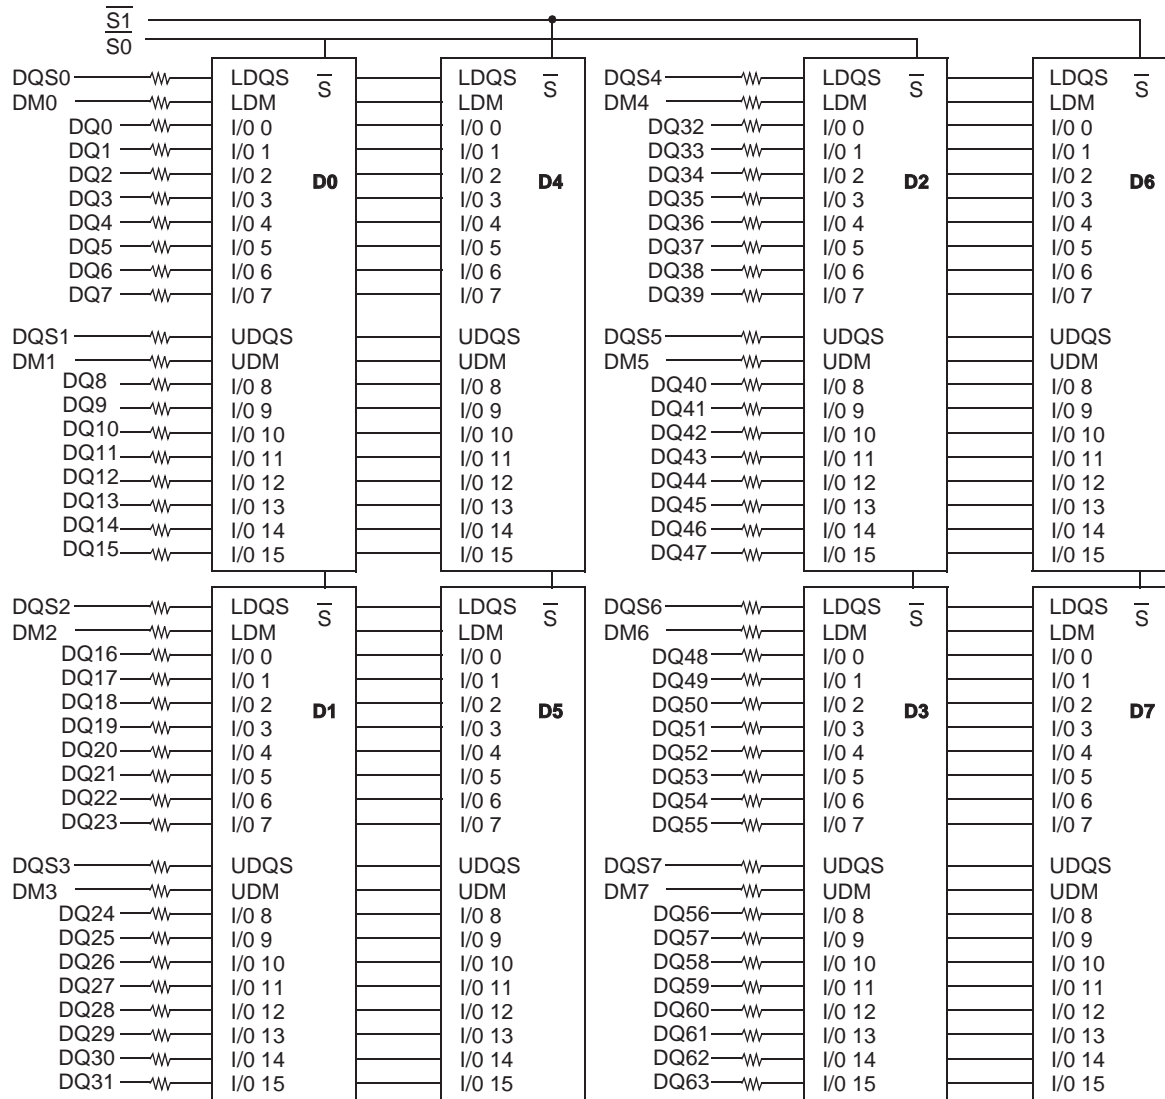 S1
S0
DQS0 LDQS S LDQS S DQS4 LDQS S LDQS S
DM0 LDM LDM DM4 LDM LDM
DQ0 I/0 0 I/0 0 DQ32 I/0 0 I/0 0
DQ1 I/0 1 I/0 1 DQ33 I/0 1 I/0 1
DQ2 I/0 2 D0 I/0 2 D4 DQ34 I/0 2 D2 I/0 2 D6
DQ3 I/0 3 I/0 3 DQ35 I/0 3 I/0 3
DQ4 I/0 4 I/0 4 DQ36 I/0 4 I/0 4
DQ5 I/0 5 I/0 5 DQ37 I/0 5 I/0 5
DQ6 I/0 6 I/0 6 DQ38 I/0 6 I/0 6
DQ7 I/0 7 I/0 7 DQ39 I/0 7 I/0 7
DQS1 UDQS UDQS DQS5 UDQS UDQS
DM1 UDM UDM DM5 UDM UDM
DQ8 I/0 8 I/0 8 DQ40 I/0 8 I/0 8
DQ9 I/0 9 I/0 9 DQ41 I/0 9 I/0 9
DQ10 I/0 10 I/0 10 DQ42 I/0 10 I/0 10
DQ11 I/0 11 I/0 11 DQ43 I/0 11 I/0 11
DQ12 I/0 12 I/0 12 DQ44 I/0 12 I/0 12
DQ13 I/0 13 I/0 13 DQ45 I/0 13 I/0 13
DQ14 I/0 14 I/0 14 DQ46 I/0 14 I/0 14
DQ15 I/0 15 I/0 15 DQ47 I/0 15 I/0 15
DQS2 LDQS S LDQS S DQS6 LDQS S LDQS S
DM2 LDM LDM DM6 LDM LDM
DQ16 I/0 0 I/0 0 DQ48 I/0 0 I/0 0
DQ17 I/0 1 I/0 1 DQ49 I/0 1 I/0 1
DQ18 I/0 2 D1 I/0 2 D5 DQ50 I/0 2 D3 I/0 2 D7
DQ19 I/0 3 I/0 3 DQ51 I/0 3 I/0 3
DQ20 I/0 4 I/0 4 DQ52 I/0 4 I/0 4
DQ21 I/0 5 I/0 5 DQ53 I/0 5 I/0 5
DQ22 I/0 6 I/0 6 DQ54 I/0 6 I/0 6
DQ23 I/0 7 I/0 7 DQ55 I/0 7 I/0 7
DQS3 UDQS UDQS DQS7 UDQS UDQS
DM3 UDM UDM DM7 UDM UDM
DQ24 I/0 8 I/0 8 DQ56 I/0 8 I/0 8
DQ25 I/0 9 I/0 9 DQ57 I/0 9 I/0 9
DQ26 I/0 10 I/0 10 DQ58 I/0 10 I/0 10
DQ27 I/0 11 I/0 11 DQ59 I/0 11 I/0 11
DQ28 I/0 12 I/0 12 DQ60 I/0 12 I/0 12
DQ29 I/0 13 I/0 13 DQ61 I/0 13 I/0 13
DQ30 I/0 14 I/0 14 DQ62 I/0 14 I/0 14
DQ31 I/0 15 I/0 15 DQ63 I/0 15 I/0 15